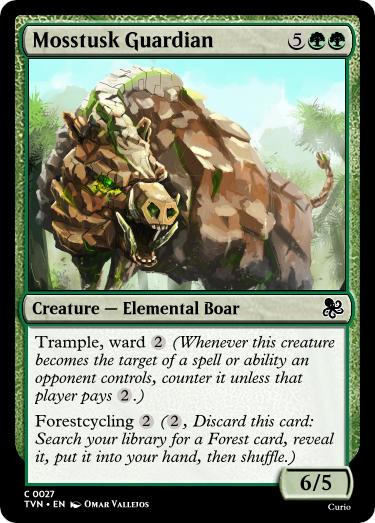 Mosstusk Guardian 5
Creature — Elemental Boar
Trample, ward 2 (Whenever this creature
becomes the target of a spell or ability an
opponent controls, counter it unless that
player pays 2.)
Forestcycling 2 (2, Discard this card:
Search your library for a Forest card, reveal
it, put it into your hand, then shuffle.)
6/5
C 0027
TVN • EN Omar Vallejos
Curio